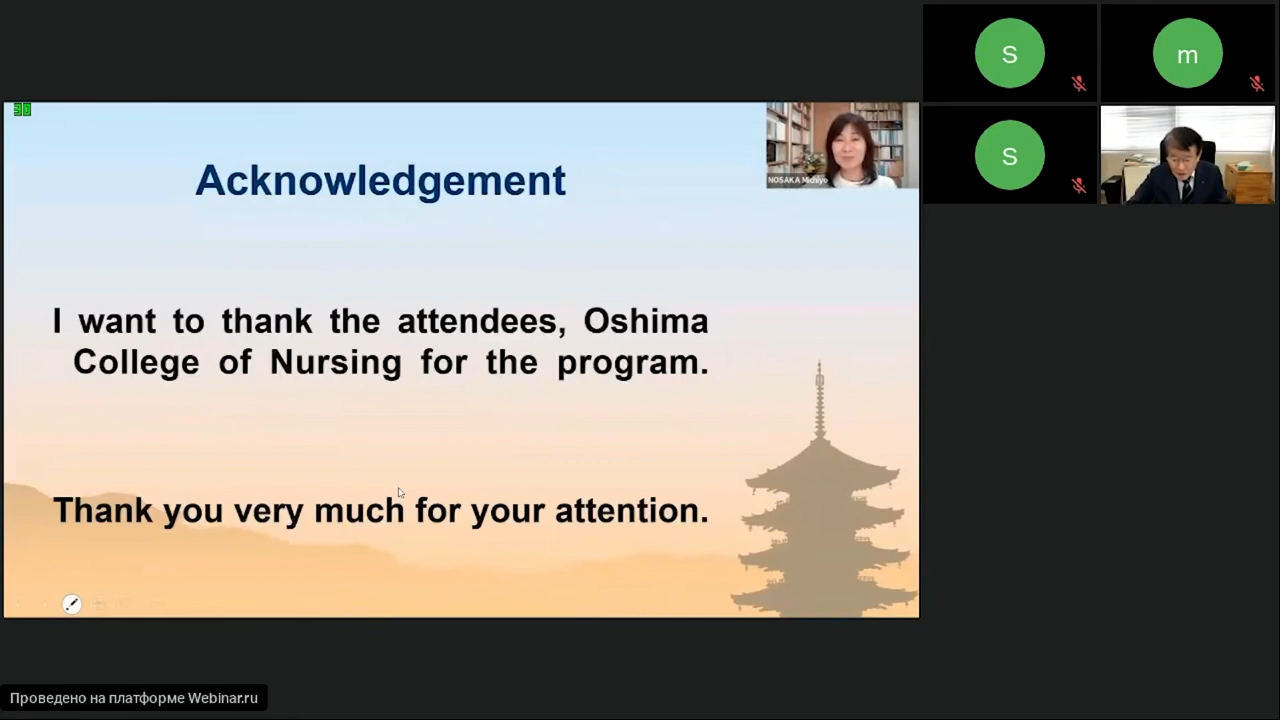 30
Acknowledgement
NOSAKA Michiyo
I want to thank the attendees, Oshima
College of Nursing for the program.
Thank you very much for your attention.
S
m
S
Проведено на платформе Webinar.ru